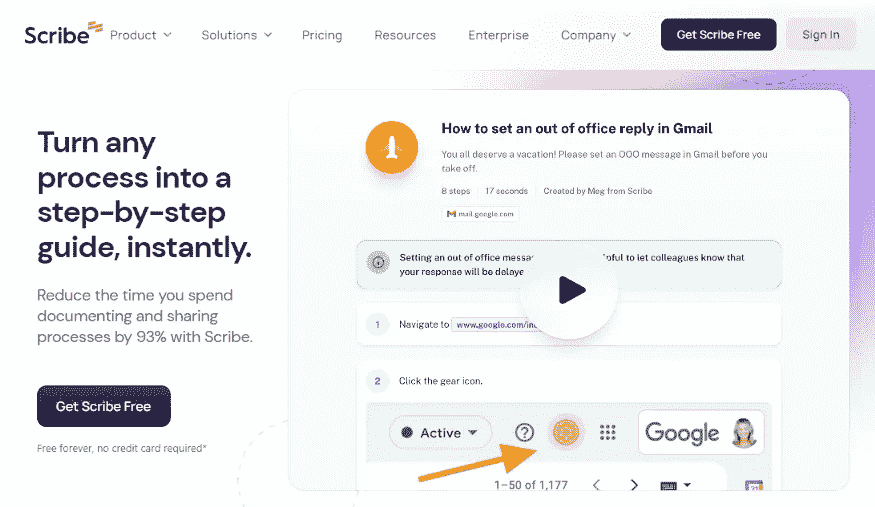 Scribe Product Solutions Pricing Resources Enterprise Company Get Scribe Free Sign In
Turn any
process into a
step-by-step
guide, instantly.
Reduce the time you spend
documenting and sharing
processes by 93% with Scribe.
Get Scribe Free
Free forever, no credit card required*
How to set an out of office reply in Gmail
You all deserve a vacation! Please set an OOO message in Gmail before you
take off.
8 steps 17 seconds Created by Meg from Scribe
mail.google.com
Setting an out of office messa lpful to let colleagues know that
your response will be delaye
1 Navigate to www.google.com/in
2 Click the gear icon.
Active Google
1–50 of 1,177